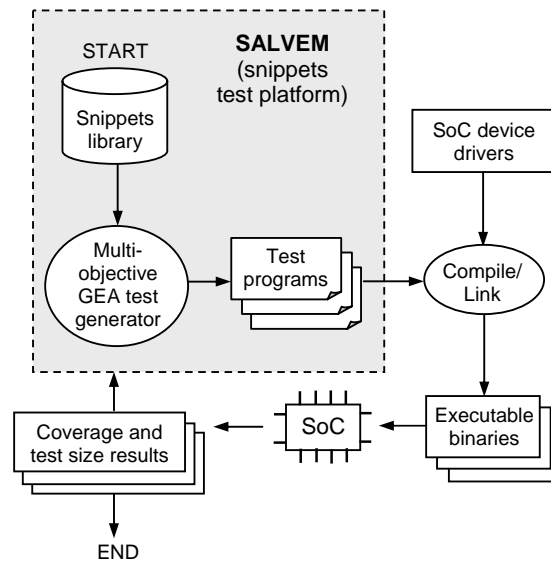 START
SALVEM
(snippets
test platform)
Snippets
library
SoC device
drivers
Multi-
objective
GEA test
generator
Test
programs
Compile/
Link
Executable
binaries
SoC
Coverage and
test size results
END